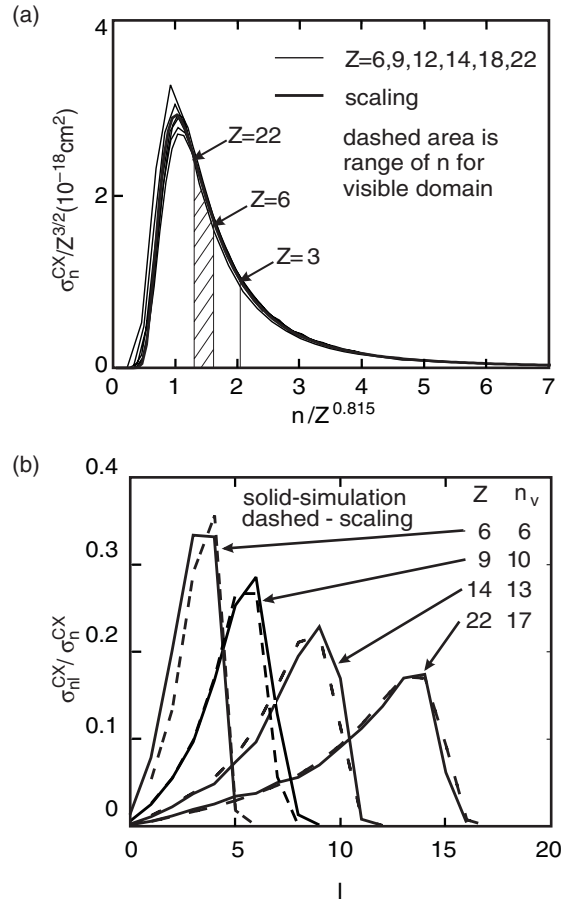 (a)
4
2
0
σₙᶜˣ/Z³ᐟ²(10⁻¹⁸cm²)
Z=6,9,12,14,18,22
scaling
dashed area is
range of n for
visible domain
Z=22
Z=6
Z=3
0 1 2 3 4 5 6 7
n/Z⁰·⁸¹⁵
(b)
0.4
0.3
0.2
0.1
0
σₙₗᶜˣ/σₙᶜˣ
solid-simulation
dashed - scaling
Z nᵥ
6 6
9 10
14 13
22 17
0 5 10 15 20
l